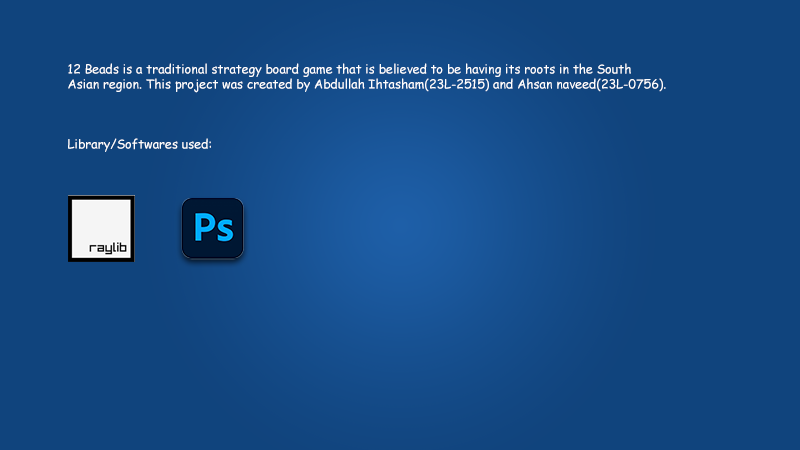 12 Beads is a traditional strategy board game that is believed to be having its roots in the South
Asian region. This project was created by Abdullah Ihtasham(23L-2515) and Ahsan naveed(23L-0756).
Library/Softwares used:
raylib
Ps